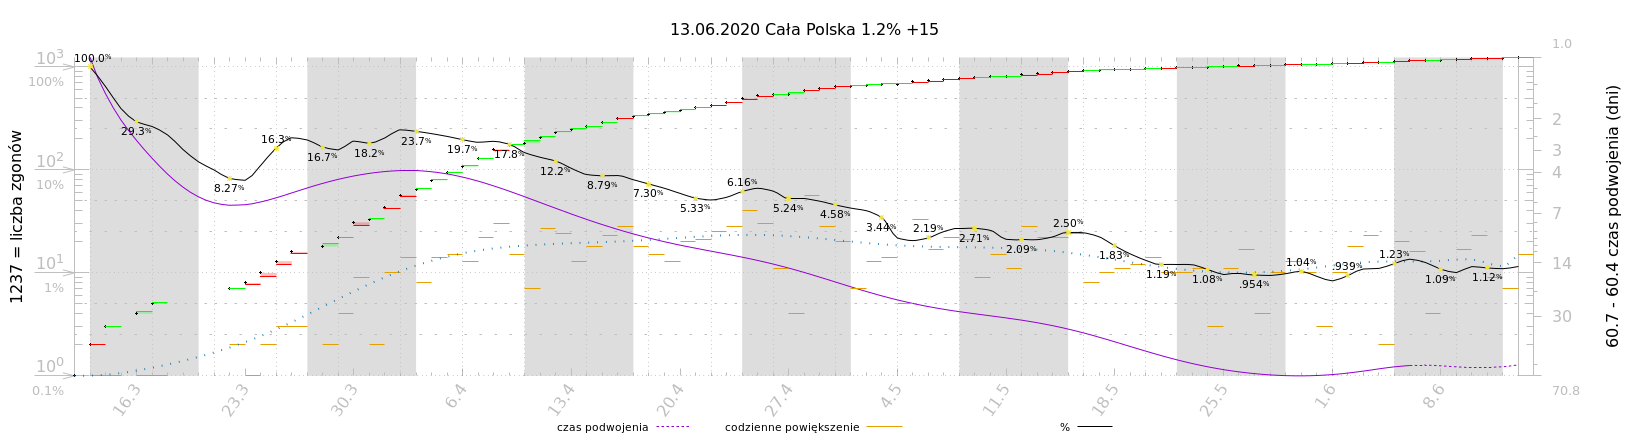 13.06.2020 Cała Polska 1.2% +15
10³ 100.0% 1.0
100%
29.3% 16.3% 16.7% 18.2% 23.7% 19.7% 17.8% 2
10² 12.2% 3
10% 8.27% 8.79% 7.30% 5.33% 6.16% 5.24% 4.58% 4
3.44% 2.19% 2.71% 2.09% 2.50% 7
1.83% 1.19% 1.08% .954% 1.04% .939% 1.23% 1.09% 1.12%
10¹ 14
1% 30
10⁰
0.1% 70.8
1237 = liczba zgonów
60.7 - 60.4 czas podwojenia (dni)
16.3 23.3 30.3 6.4 13.4 20.4 27.4 4.5 11.5 18.5 25.5 1.6 8.6
czas podwojenia codzienne powiększenie %